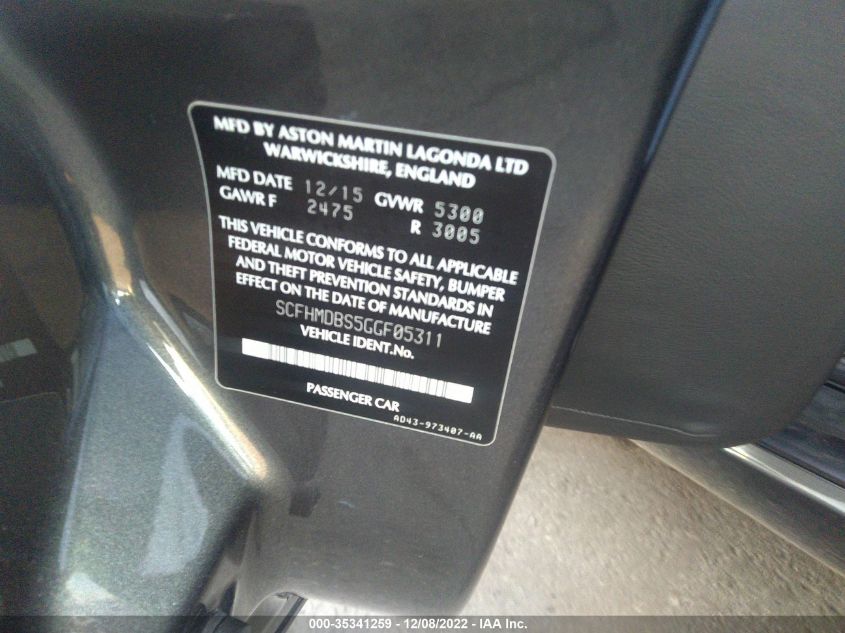 MFD BY ASTON MARTIN LAGONDA LTD
WARWICKSHIRE, ENGLAND
MFD DATE 12/15 GVWR 5300
GAWR F 2475 R 3005
THIS VEHICLE CONFORMS TO ALL APPLICABLE
FEDERAL MOTOR VEHICLE SAFETY, BUMPER
AND THEFT PREVENTION STANDARDS IN
EFFECT ON THE DATE OF MANUFACTURE
SCFHMDBS5GGF05311
VEHICLE IDENT.No.
PASSENGER CAR
AD43-973407-AA
000-35341259 - 12/08/2022 - IAA Inc.